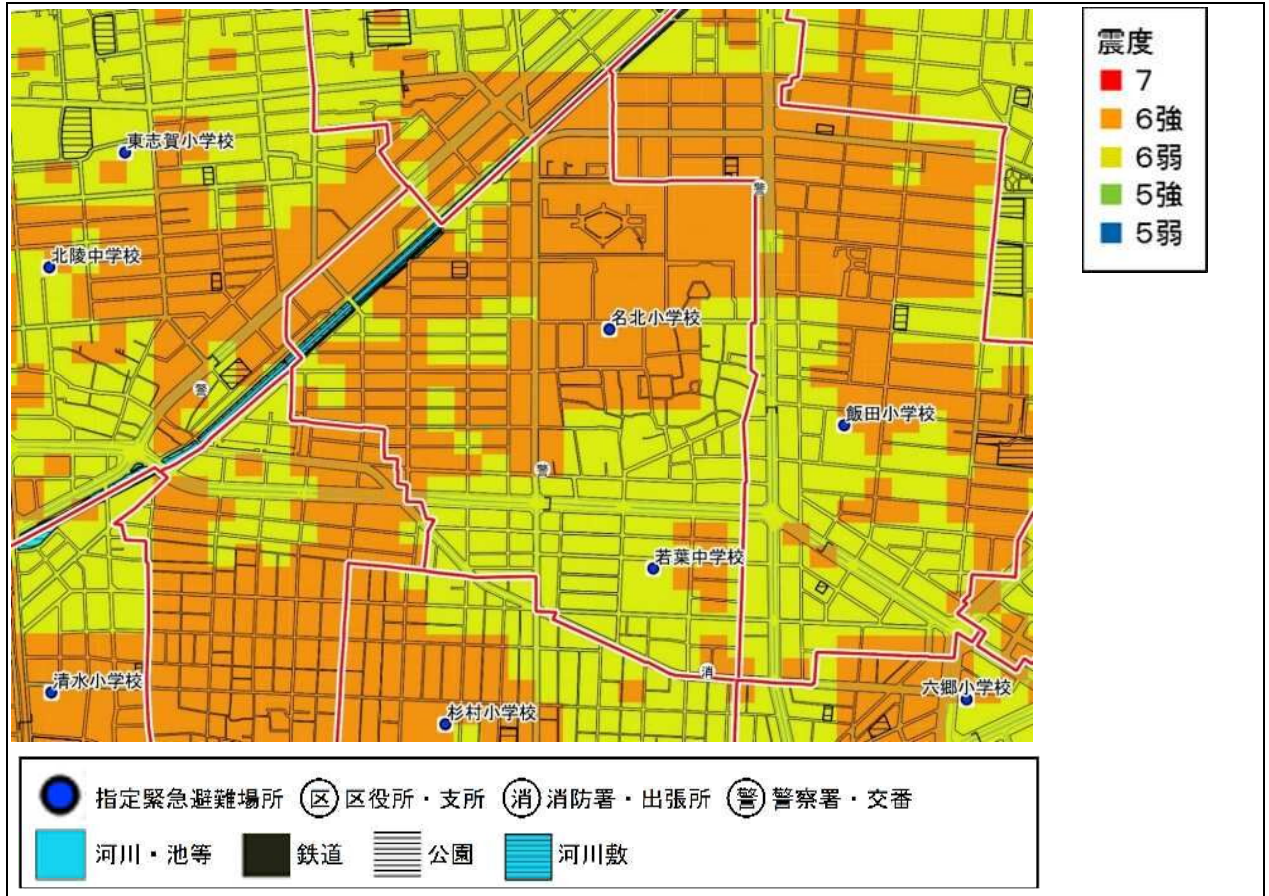 震度
7
6強
6弱
5強
5弱
東志賀小学校
北陵中学校
警
名北小学校
警
飯田小学校
警
若葉中学校
清水小学校
消
六郷小学校
杉村小学校
指定緊急避難場所 区 区役所・支所 消 消防署・出張所 警 警察署・交番
河川・池等 鉄道 公園 河川敷